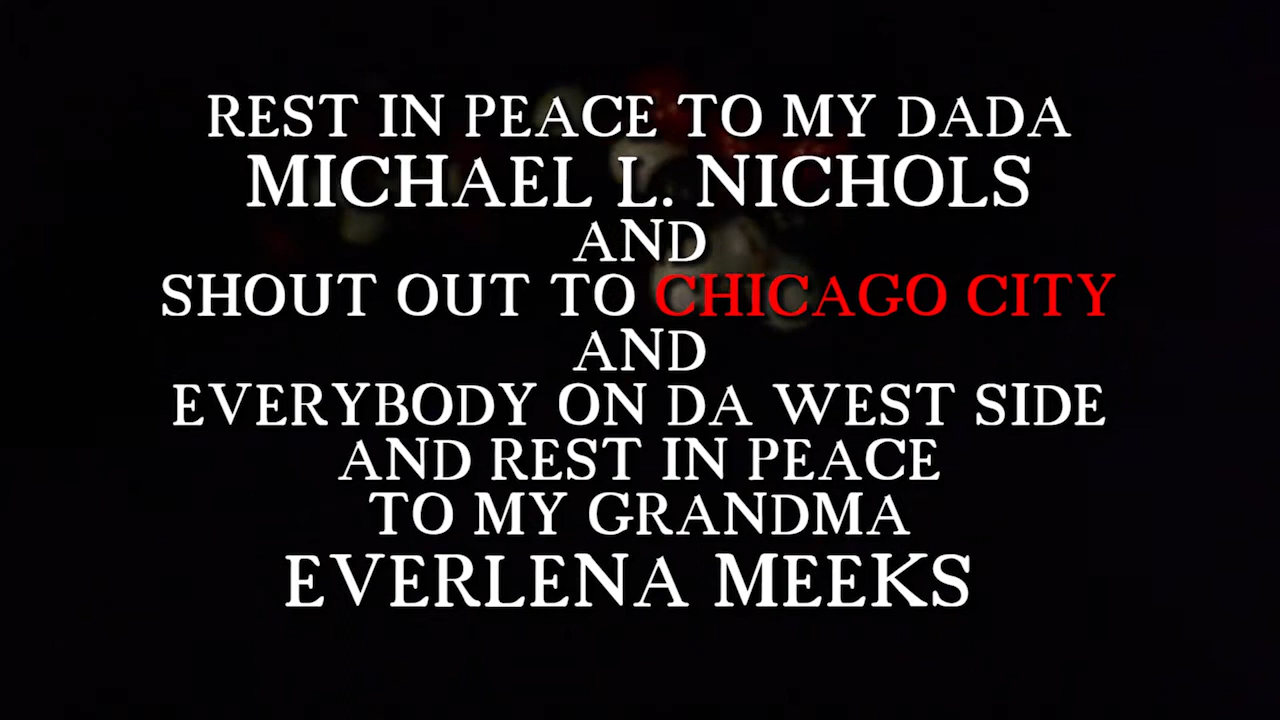 REST IN PEACE TO MY DADA
MICHAEL L. NICHOLS
AND
SHOUT OUT TO CHICAGO CITY
AND
EVERYBODY ON DA WEST SIDE
AND REST IN PEACE
TO MY GRANDMA
EVERLENA MEEKS